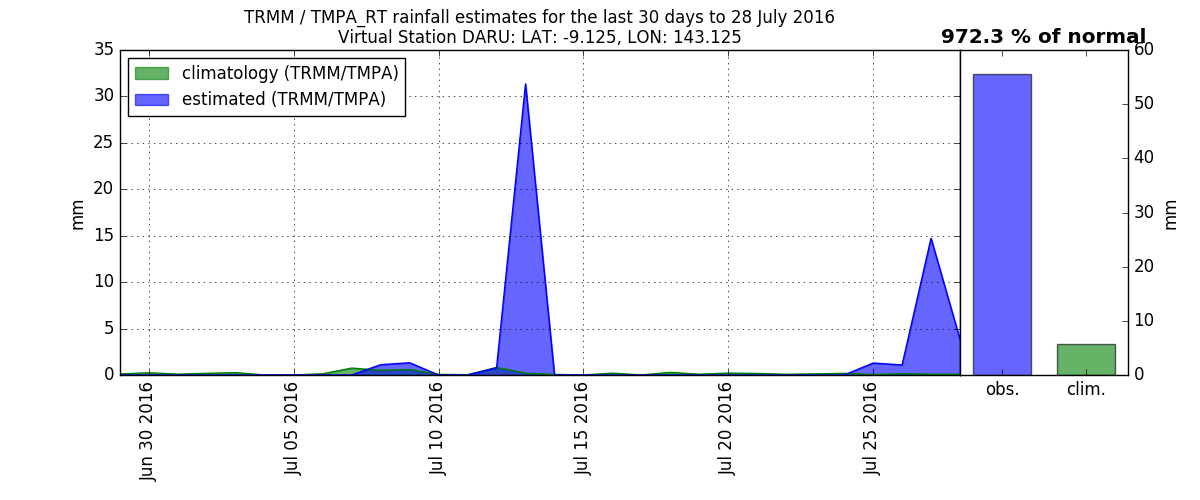 TRMM / TMPA_RT rainfall estimates for the last 30 days to 28 July 2016
Virtual Station DARU: LAT: -9.125, LON: 143.125
972.3 % of normal
climatology (TRMM/TMPA)
estimated (TRMM/TMPA)
35
30
25
20
15
10
5
0
mm
Jun 30 2016
Jul 05 2016
Jul 10 2016
Jul 15 2016
Jul 20 2016
Jul 25 2016
60
50
40
30
20
10
0
mm
obs.
clim.